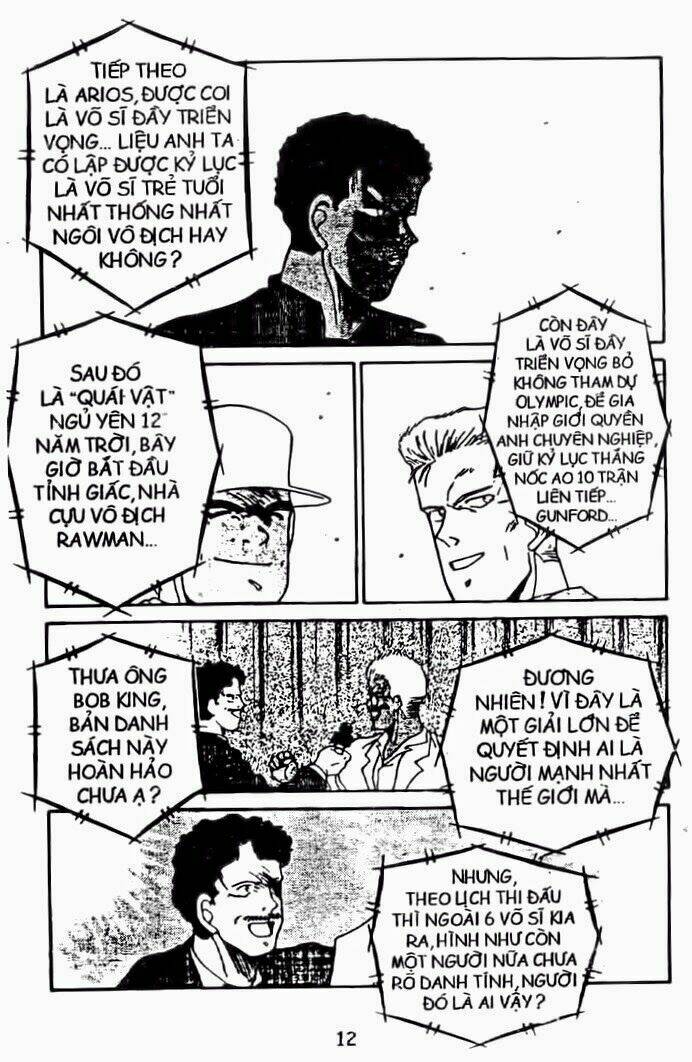 TIẾP THEO
LÀ ARIOS, ĐƯỢC COI
LÀ VÕ SĨ ĐẦY TRIỂN
VỌNG... LIỆU ANH TA
CÓ LẬP ĐƯỢC KỶ LỤC
LÀ VÕ SĨ TRẺ TUỔI
NHẤT THỐNG NHẤT
NGÔI VÔ ĐỊCH HAY
KHÔNG?
CÒN ĐÂY
LÀ VÕ SĨ ĐẦY
TRIỂN VỌNG BỎ
KHÔNG THAM DỰ
OLYMPIC, ĐỂ GIA
NHẬP GIỚI QUYỀN
ANH CHUYÊN NGHIỆP,
GIỮ KỶ LỤC THẮNG
NỐC AO 10 TRẬN
LIÊN TIẾP...
GUNFORD...
SAU ĐÓ
LÀ "QUÁI VẬT"
NGỦ YÊN 12
NĂM TRỜI, BÂY
GIỜ BẮT ĐẦU
TỈNH GIẤC, NHÀ
CỰU VÔ ĐỊCH
RAWMAN...
THƯA ÔNG
BOB KING,
BẢN DANH
SÁCH NÀY
HOÀN HẢO
CHƯA Ạ?
ĐƯƠNG
NHIÊN! VÌ ĐÂY LÀ
MỘT GIẢI LỚN ĐỂ
QUYẾT ĐỊNH AI LÀ
NGƯỜI MẠNH NHẤT
THẾ GIỚI MÀ...
NHƯNG,
THEO LỊCH THI ĐẤU
THÌ NGOÀI 6 VÕ SĨ KIA
RA, HÌNH NHƯ CÒN
MỘT NGƯỜI NỮA CHƯA
RÕ DANH TÍNH, NGƯỜI
ĐÓ LÀ AI VẬY?
12